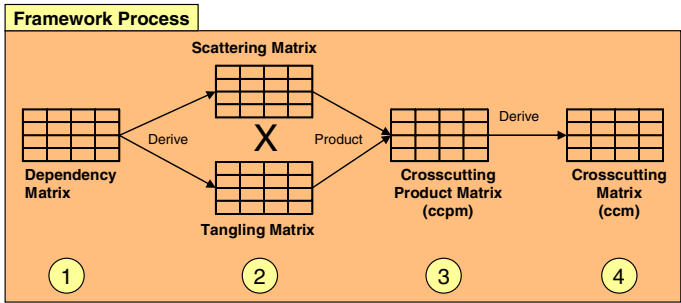 Framework Process
Scattering Matrix
Derive
X
Product
Derive
Dependency
Matrix
Tangling Matrix
Crosscutting
Product Matrix
(ccpm)
Crosscutting
Matrix
(ccm)
1
2
3
4